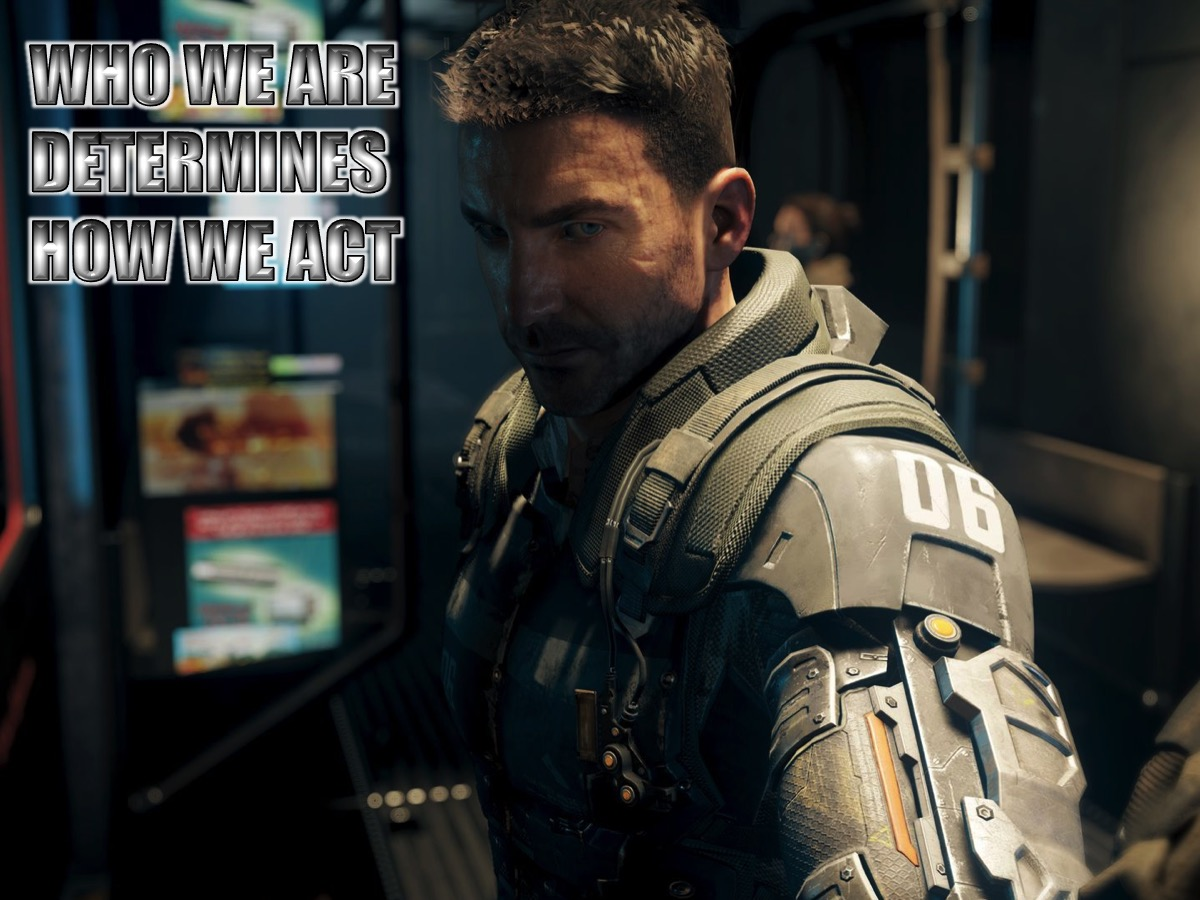 WHO WE ARE
DETERMINES
HOW WE ACT
06